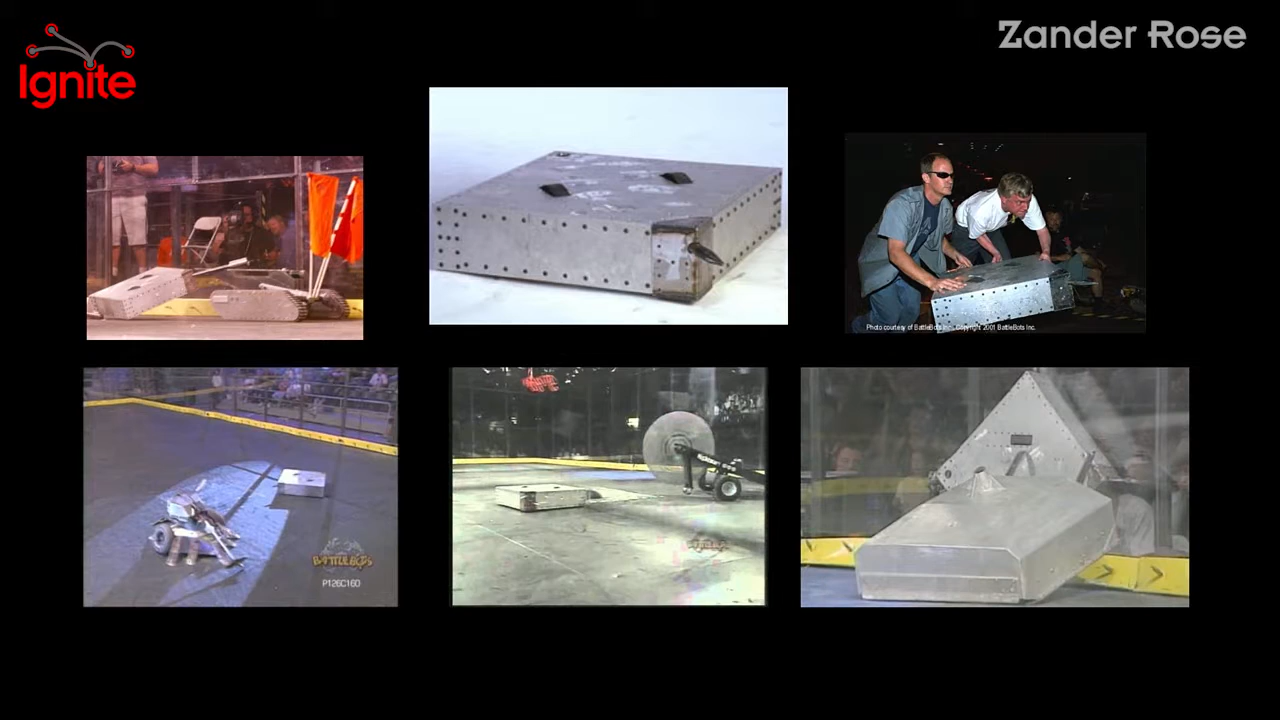 Zander Rose
Ignite
Photo courtesy of BattleBots Inc. Copyright 2001 BattleBots Inc.
BATTLEBOTS
P126C160